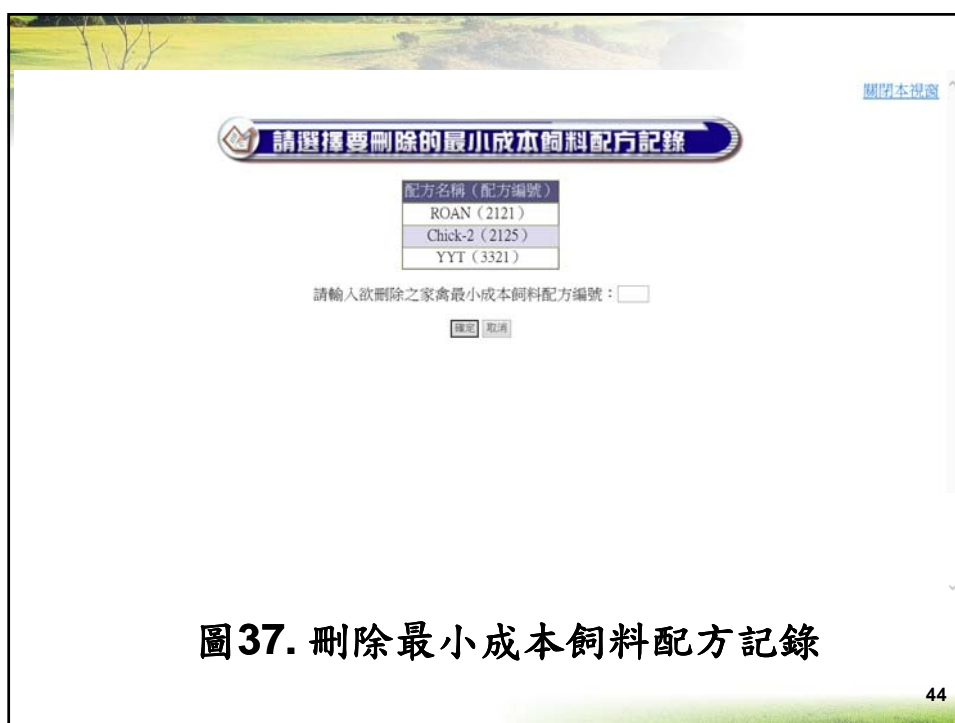 關閉本視窗
請選擇要刪除的最小成本飼料配方記錄
配方名稱（配方編號）
ROAN（2121）
Chick-2（2125）
YYT（3321）
請輸入欲刪除之家禽最小成本飼料配方編號：
確定 取消
圖37. 刪除最小成本飼料配方記錄
44